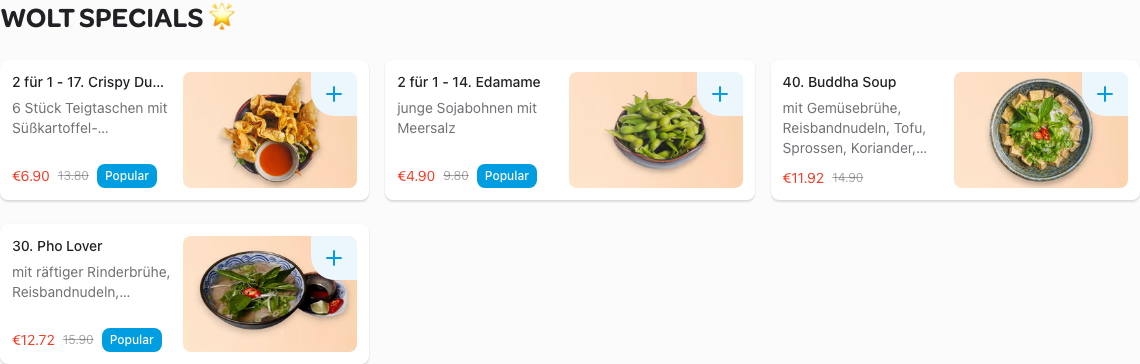 WOLT SPECIALS 🌟
2 für 1 - 17. Crispy Du...
6 Stück Teigtaschen mit
Süßkartoffel-...
€6.90 13.80 Popular
2 für 1 - 14. Edamame
junge Sojabohnen mit
Meersalz
€4.90 9.80 Popular
40. Buddha Soup
mit Gemüsebrühe,
Reisbandnudeln, Tofu,
Sprossen, Koriander,...
€11.92 14.90
30. Pho Lover
mit räftiger Rinderbrühe,
Reisbandnudeln,...
€12.72 15.90 Popular